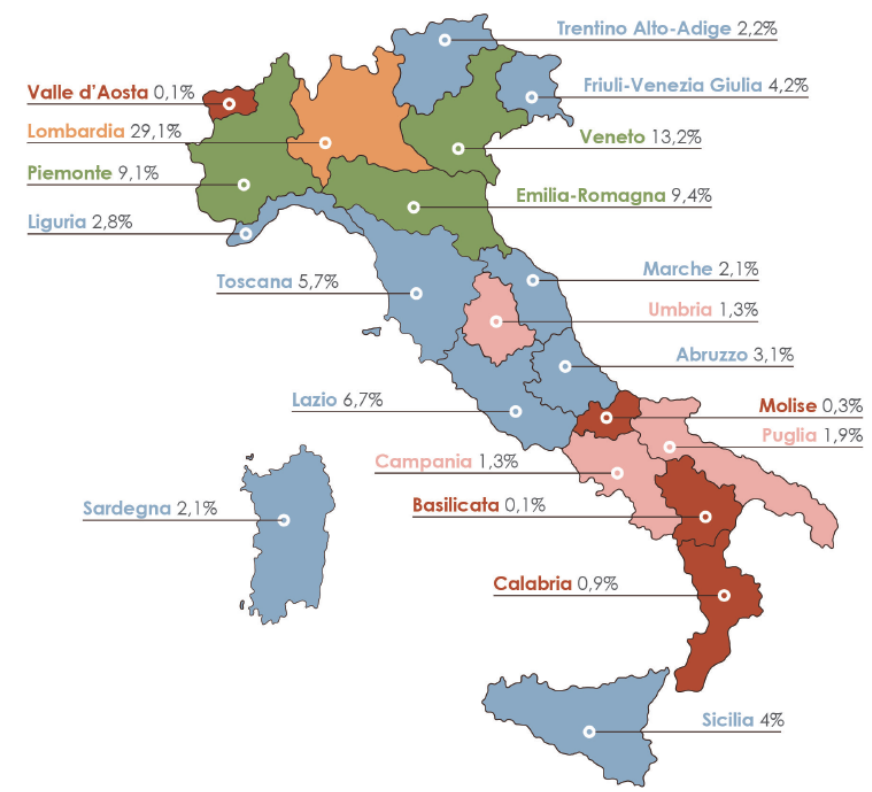 Trentino Alto-Adige 2,2%
Valle d'Aosta 0,1%
Friuli-Venezia Giulia 4,2%
Lombardia 29,1%
Veneto 13,2%
Piemonte 9,1%
Emilia-Romagna 9,4%
Liguria 2,8%
Marche 2,1%
Toscana 5,7%
Umbria 1,3%
Abruzzo 3,1%
Lazio 6,7%
Molise 0,3%
Puglia 1,9%
Campania 1,3%
Basilicata 0,1%
Sardegna 2,1%
Calabria 0,9%
Sicilia 4%